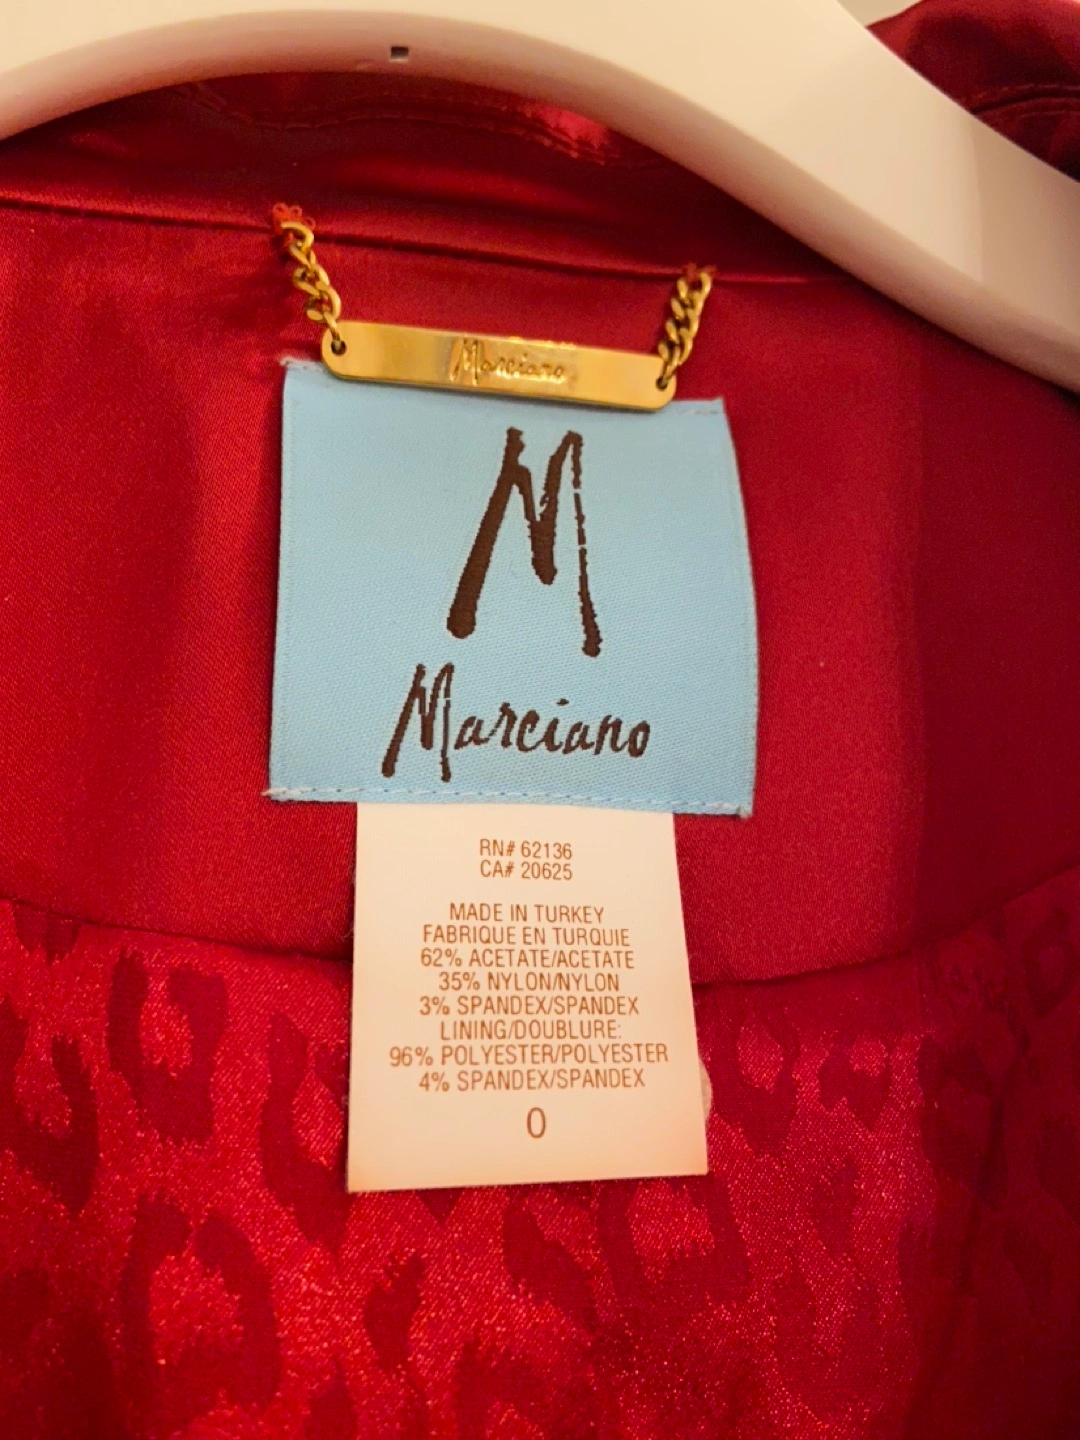 Marciano
M
Marciano
RN# 62136
CA# 20625
MADE IN TURKEY
FABRIQUE EN TURQUIE
62% ACETATE/ACETATE
35% NYLON/NYLON
3% SPANDEX/SPANDEX
LINING/DOUBLURE:
96% POLYESTER/POLYESTER
4% SPANDEX/SPANDEX
0